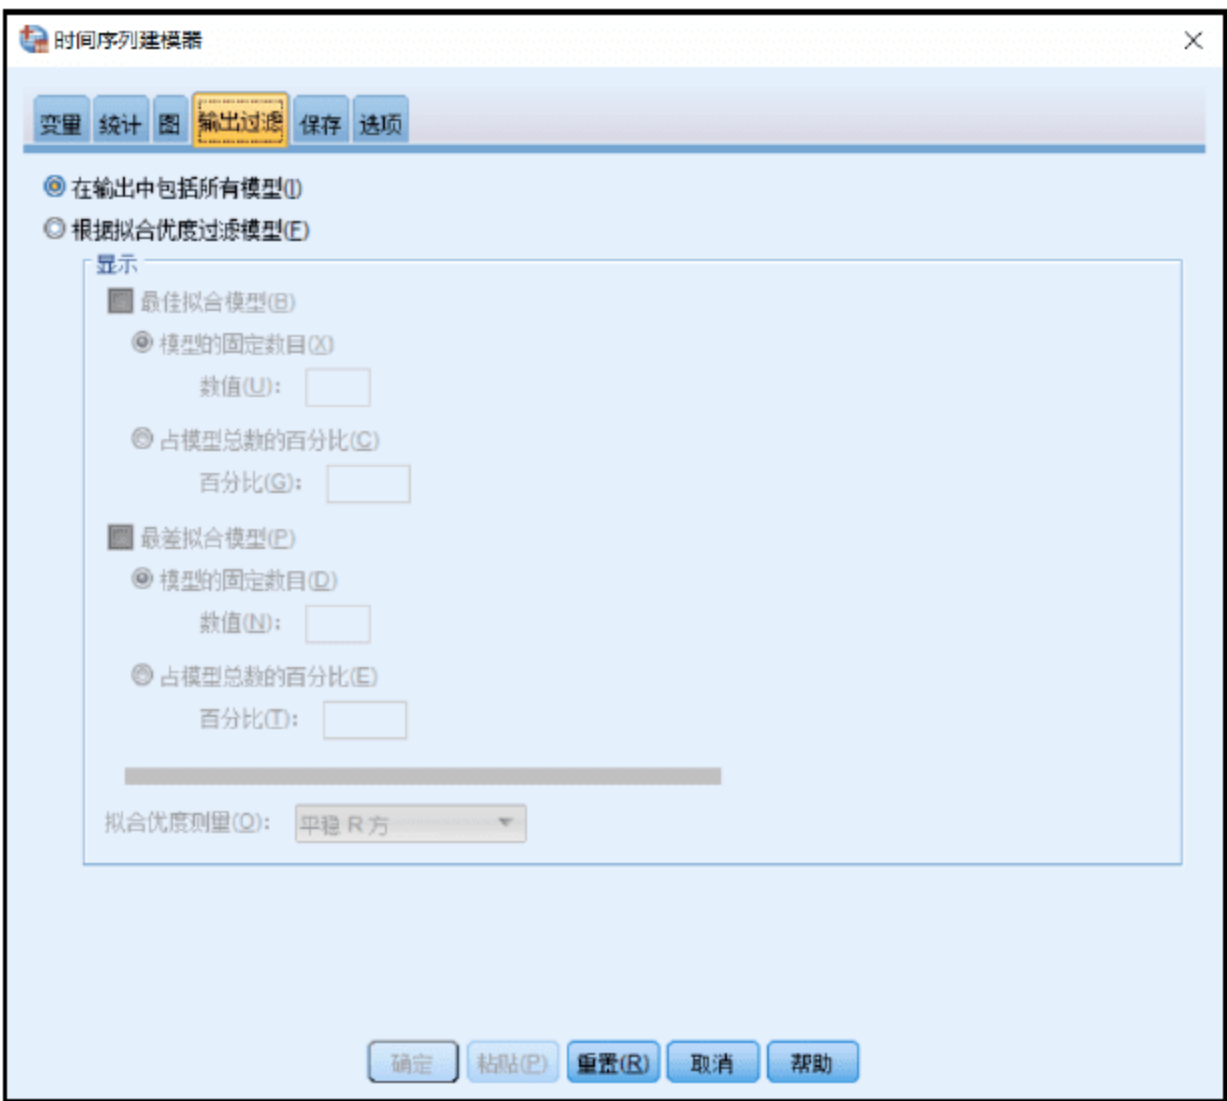 时间序列建模器
变量 统计 图 输出过滤 保存 选项
在输出中包括所有模型(I)
根据拟合优度过滤模型(F)
显示
最佳拟合模型(B)
模型的固定数目(X)
数值(U):
占模型总数的百分比(C)
百分比(G):
最差拟合模型(P)
模型的固定数目(D)
数值(N):
占模型总数的百分比(E)
百分比(T):
拟合优度测量(O): 平稳 R 方
确定 粘贴(P) 重置(R) 取消 帮助